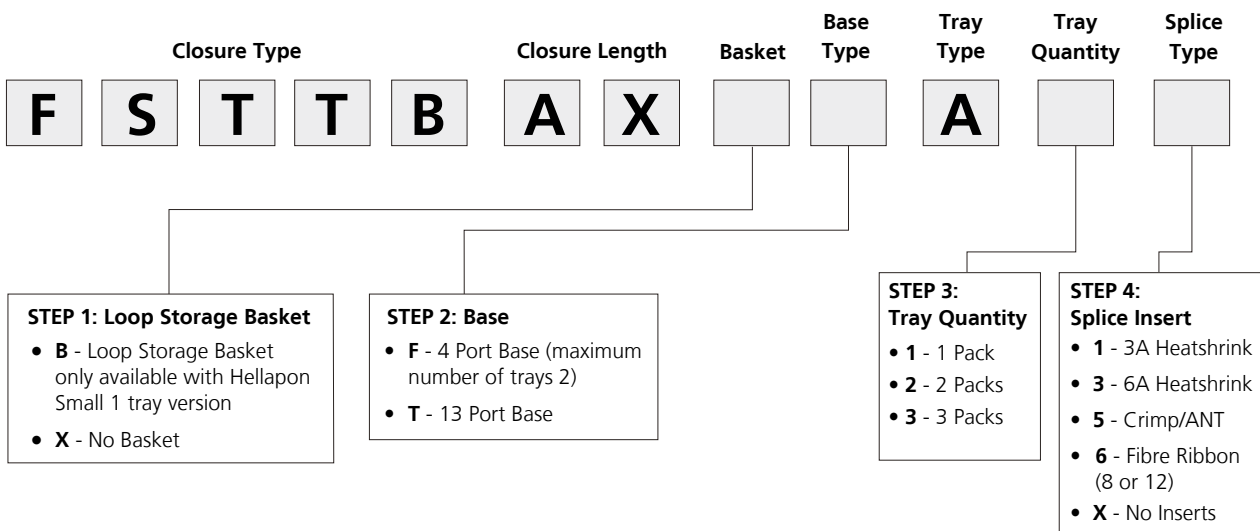 Closure Type
Closure Length
Basket
Base
Type
Tray
Type
Tray
Quantity
Splice
Type
F S T T B A X A
STEP 1: Loop Storage Basket
• B - Loop Storage Basket
only available with Hellapon
Small 1 tray version
• X - No Basket
STEP 2: Base
• F - 4 Port Base (maximum
number of trays 2)
• T - 13 Port Base
STEP 3:
Tray Quantity
• 1 - 1 Pack
• 2 - 2 Packs
• 3 - 3 Packs
STEP 4:
Splice Insert
• 1 - 3A Heatshrink
• 3 - 6A Heatshrink
• 5 - Crimp/ANT
• 6 - Fibre Ribbon
(8 or 12)
• X - No Inserts